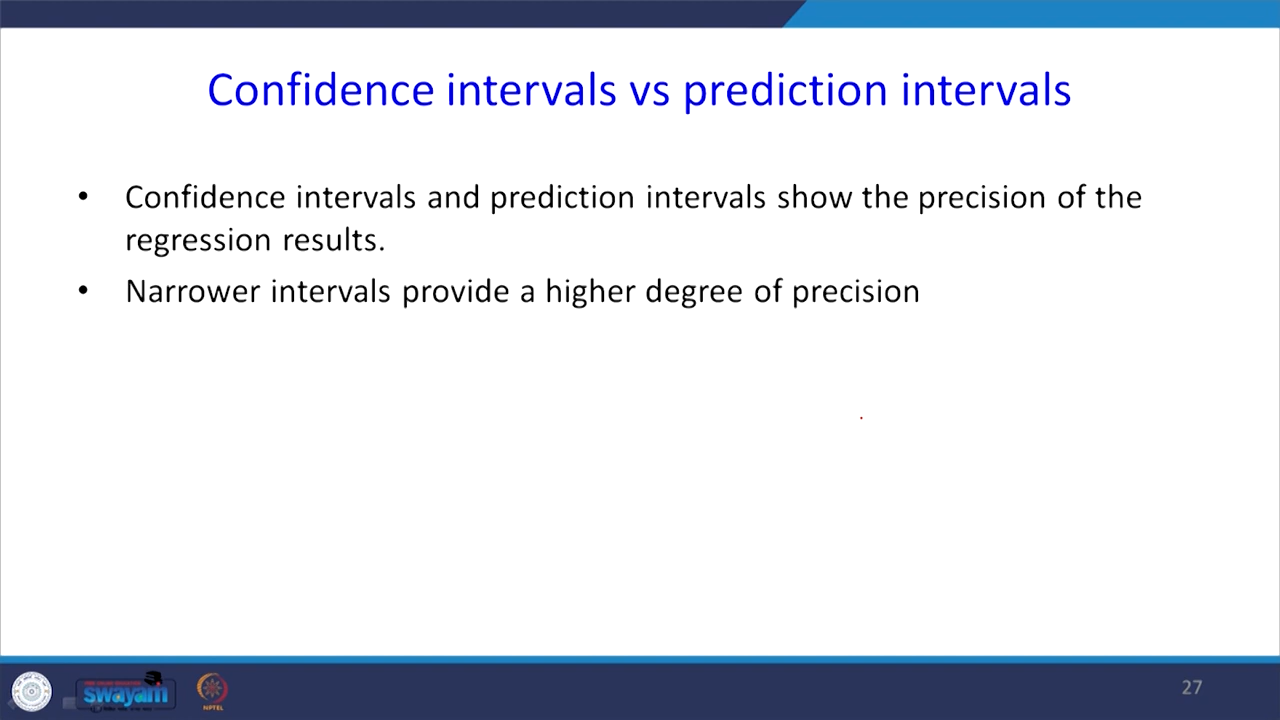 Confidence intervals vs prediction intervals
• Confidence intervals and prediction intervals show the precision of the
regression results.
• Narrower intervals provide a higher degree of precision
swayam
NPTEL
27